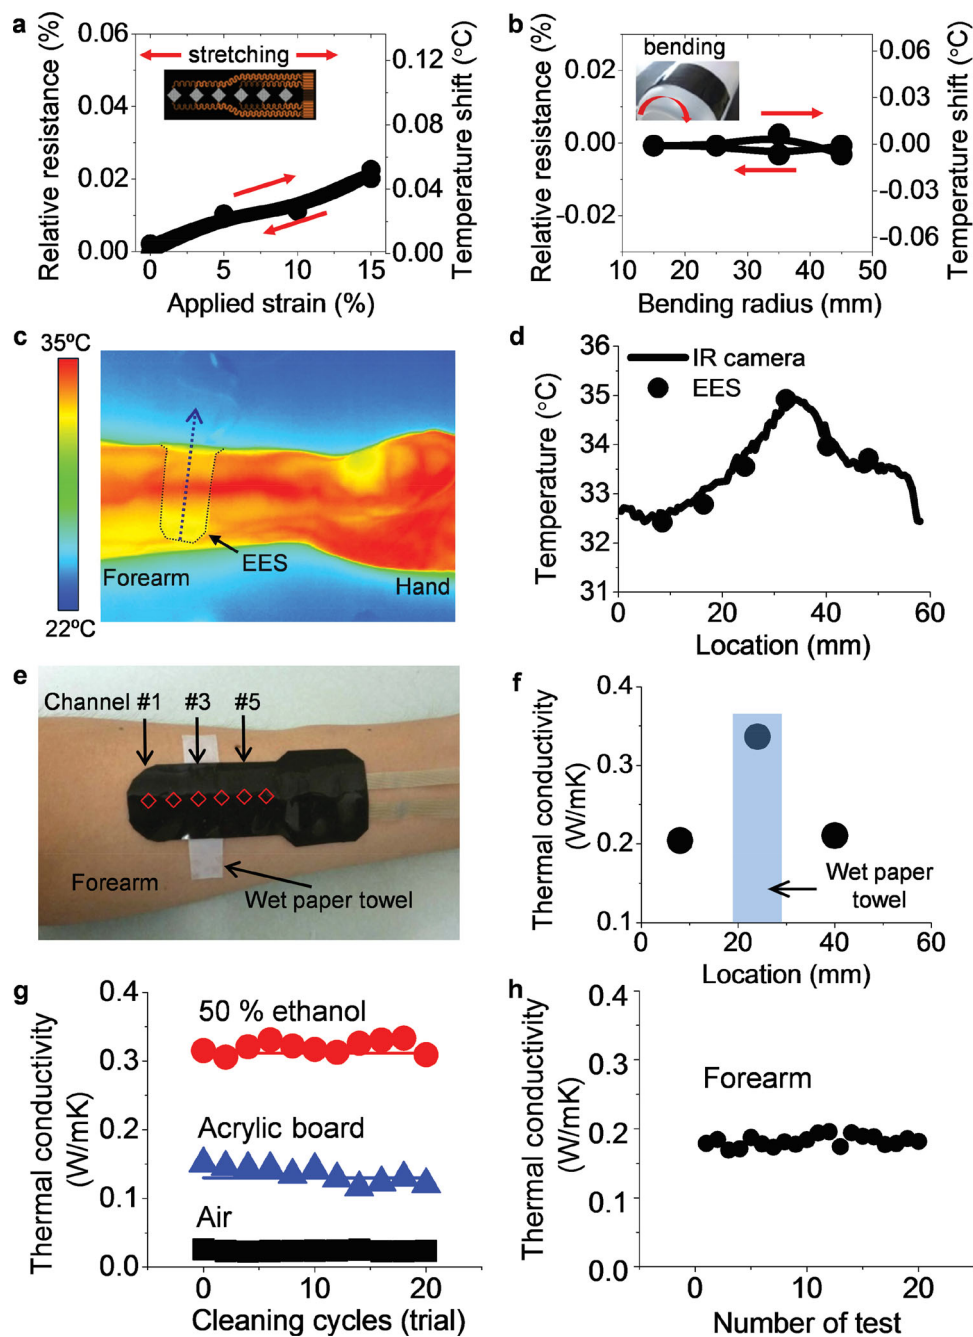 a
stretching
Relative resistance (%)
0.06
0.04
0.02
0.00
Temperature shift (°C)
0.12
0.08
0.04
0.00
0
5
10
15
Applied strain (%)
b
bending
Relative resistance (%)
0.02
0.00
-0.02
Temperature shift (°C)
0.06
0.03
0.00
-0.03
-0.06
10
20
30
40
50
Bending radius (mm)
c
35ºC
22ºC
Forearm
EES
Hand
d
IR camera
EES
Temperature (°C)
36
35
34
33
32
31
0
20
40
60
Location (mm)
e
Channel #1
#3
#5
Forearm
Wet paper towel
f
Thermal conductivity
(W/mK)
0.4
0.3
0.2
0.1
Wet paper
towel
0
20
40
60
Location (mm)
g
50 % ethanol
Acrylic board
Air
Thermal conductivity
(W/mK)
0.4
0.3
0.2
0.1
0.0
0
10
20
Cleaning cycles (trial)
h
Forearm
Thermal conductivity
(W/mK)
0.4
0.3
0.2
0.1
0.0
0
10
20
Number of test